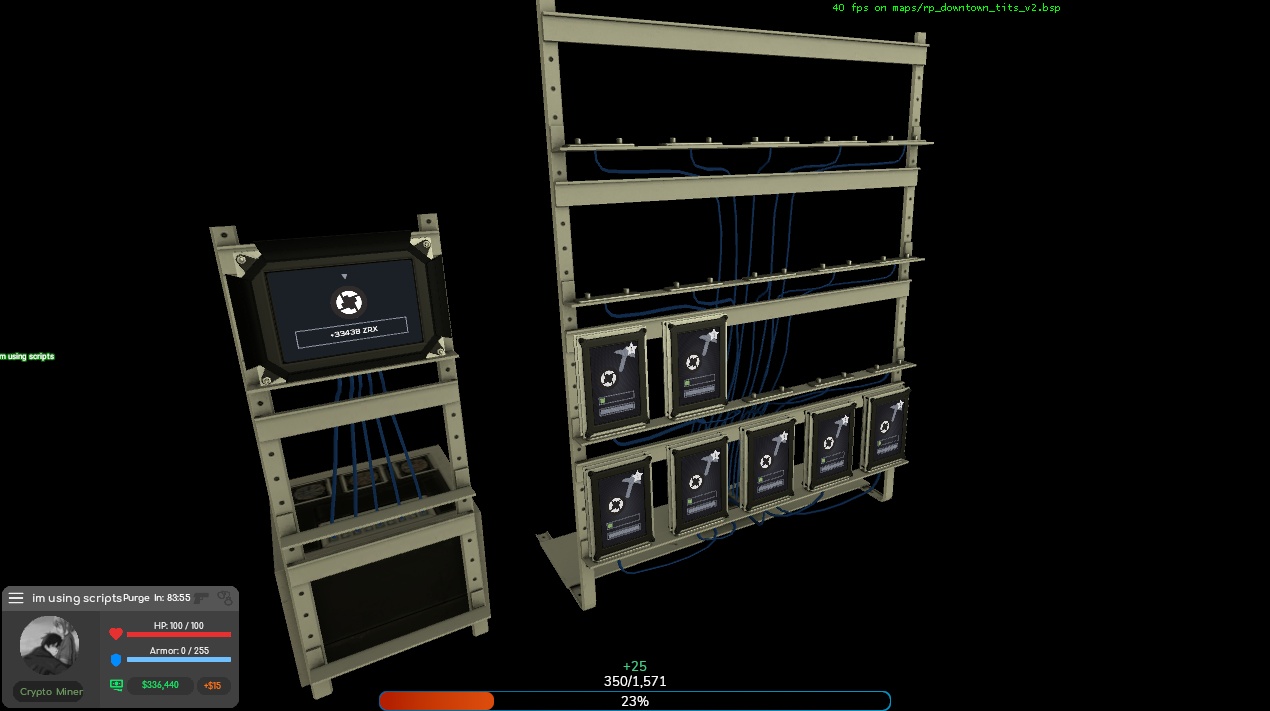 40 fps on maps/rp_downtown_tits_v2.bsp
+33438 ZRX
m using scripts
im using scripts Purge In: 83:55
HP: 100 / 100
Armor: 0 / 255
Crypto Miner
$336,440
+$15
+25
350/1,571
23%